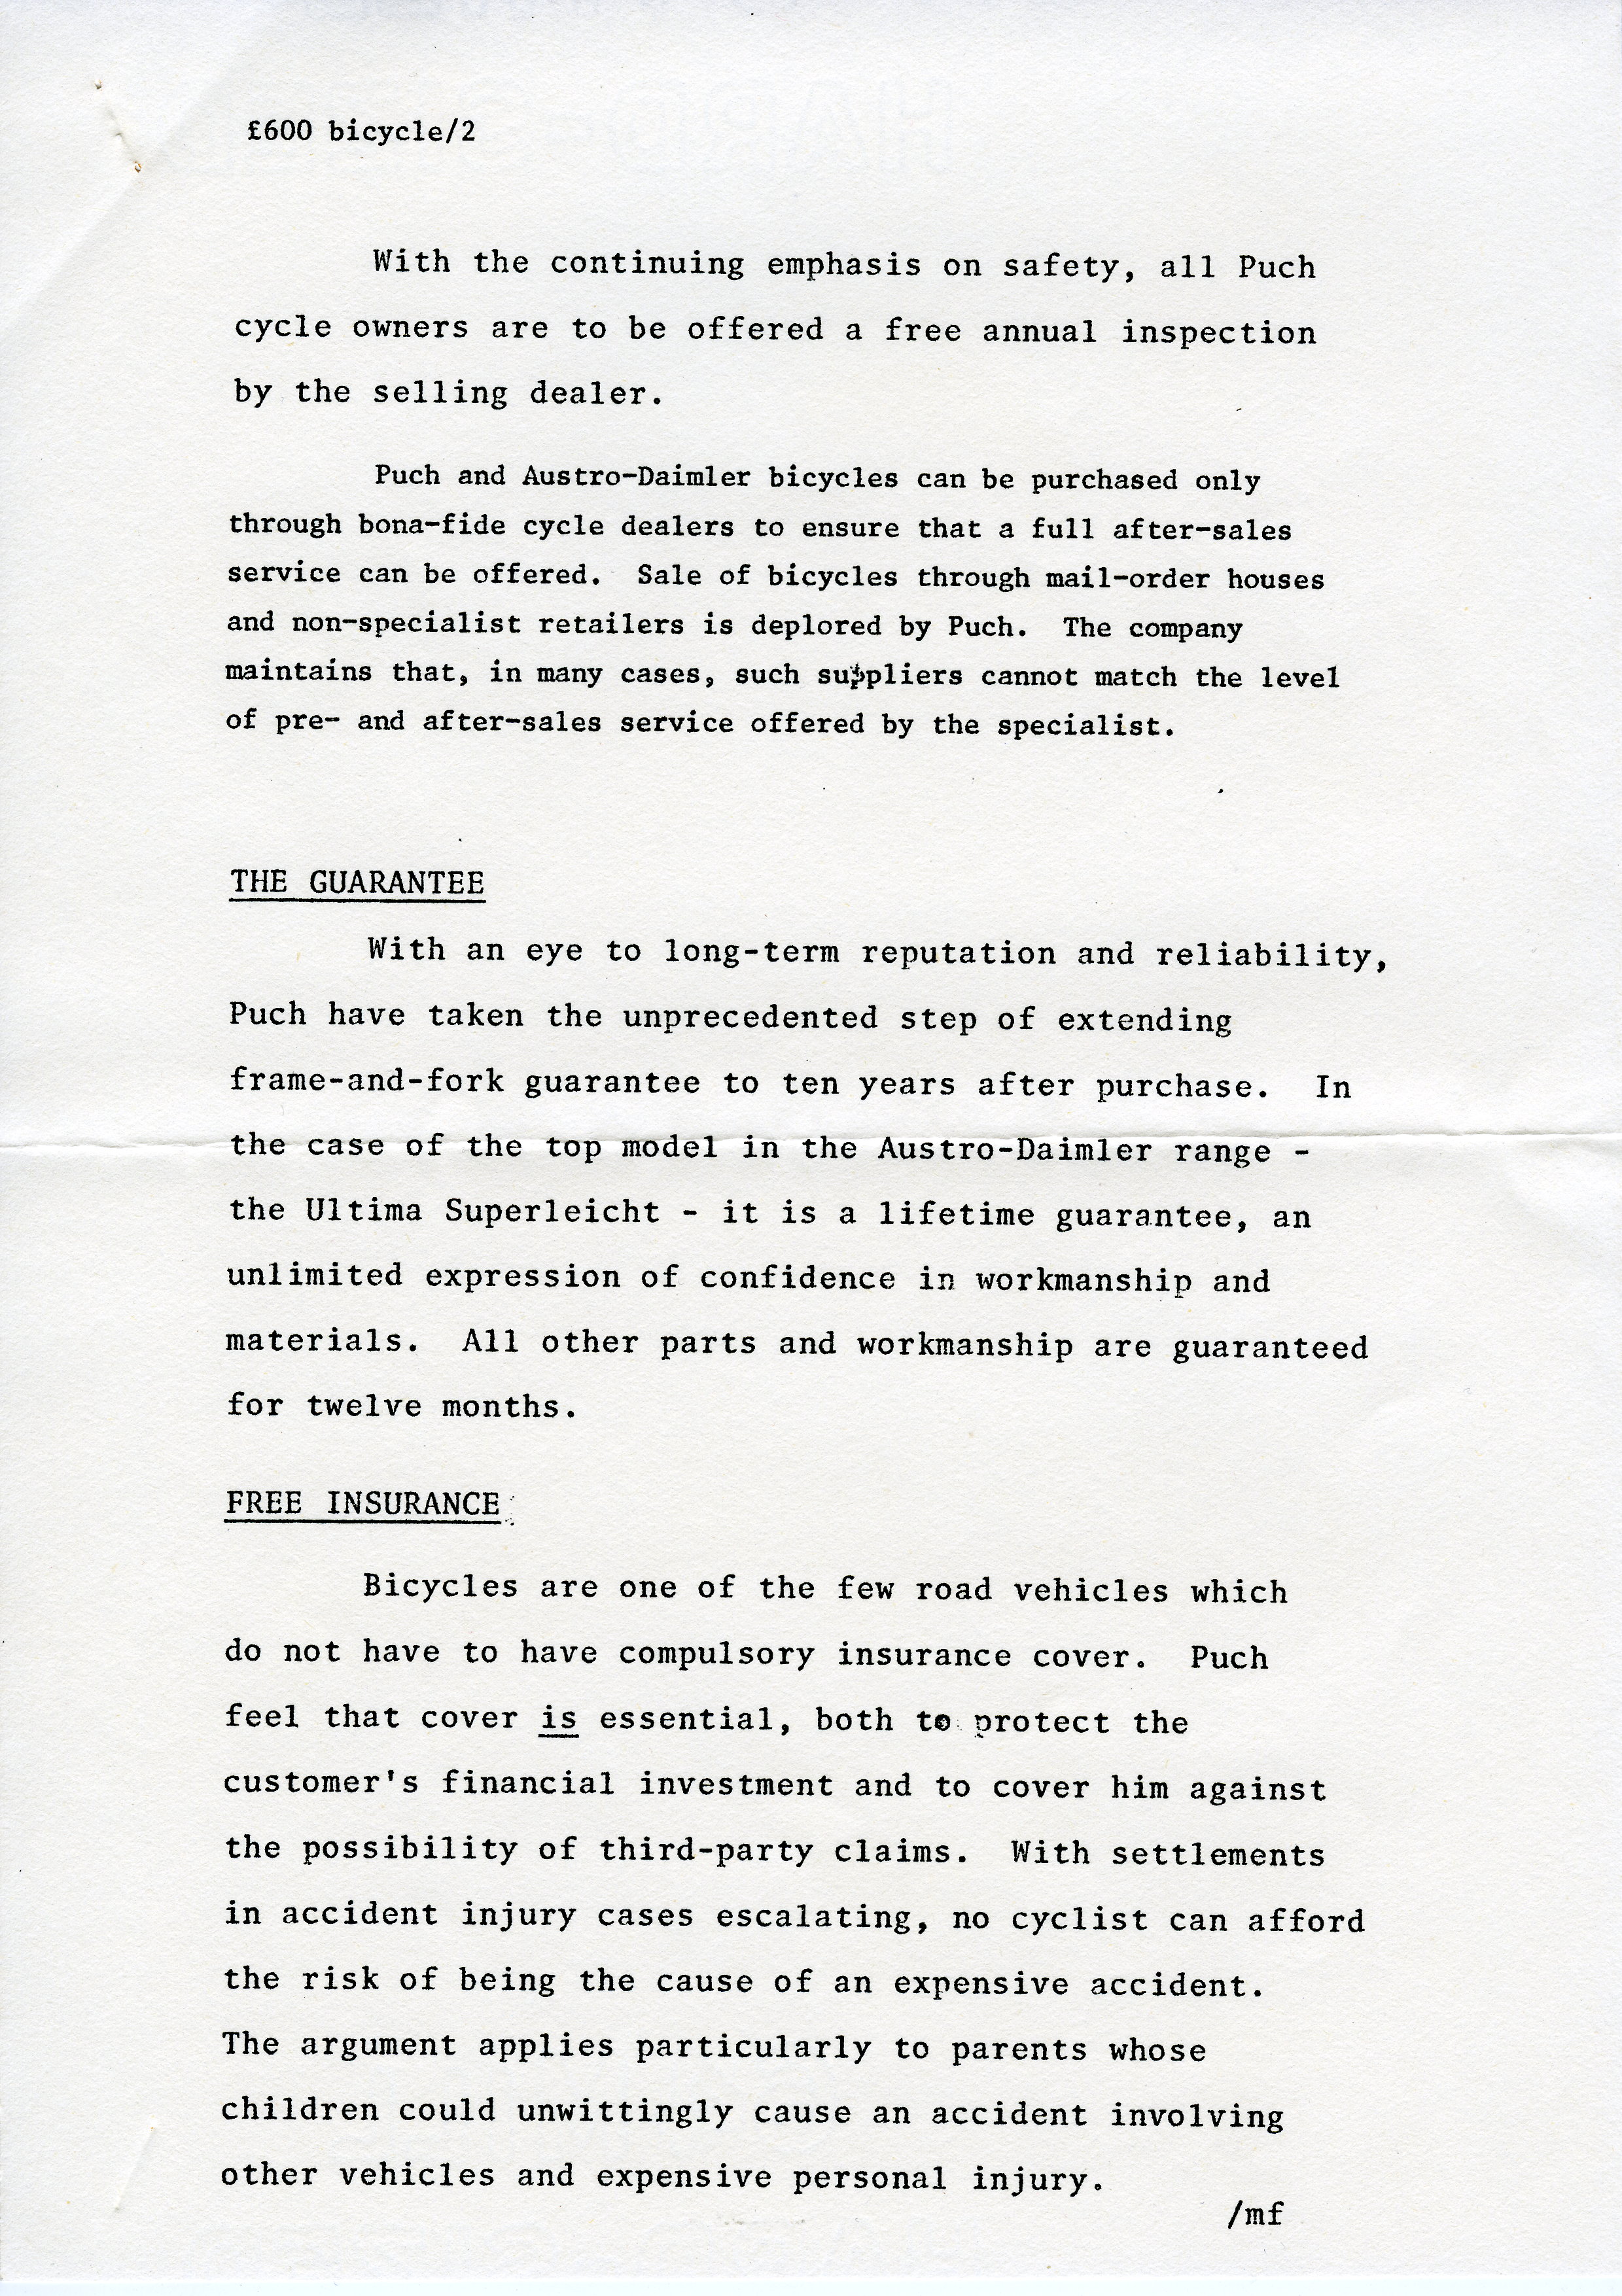 £600 bicycle/2
With the continuing emphasis on safety, all Puch
cycle owners are to be offered a free annual inspection
by the selling dealer.
Puch and Austro-Daimler bicycles can be purchased only
through bona-fide cycle dealers to ensure that a full after-sales
service can be offered.  Sale of bicycles through mail-order houses
and non-specialist retailers is deplored by Puch.  The company
maintains that, in many cases, such suppliers cannot match the level
of pre- and after-sales service offered by the specialist.
THE GUARANTEE
With an eye to long-term reputation and reliability,
Puch have taken the unprecedented step of extending
frame-and-fork guarantee to ten years after purchase.  In
the case of the top model in the Austro-Daimler range -
the Ultima Superleicht - it is a lifetime guarantee, an
unlimited expression of confidence in workmanship and
materials.  All other parts and workmanship are guaranteed
for twelve months.
FREE INSURANCE
Bicycles are one of the few road vehicles which
do not have to have compulsory insurance cover.  Puch
feel that cover is essential, both to protect the
customer's financial investment and to cover him against
the possibility of third-party claims.  With settlements
in accident injury cases escalating, no cyclist can afford
the risk of being the cause of an expensive accident.
The argument applies particularly to parents whose
children could unwittingly cause an accident involving
other vehicles and expensive personal injury.
/mf